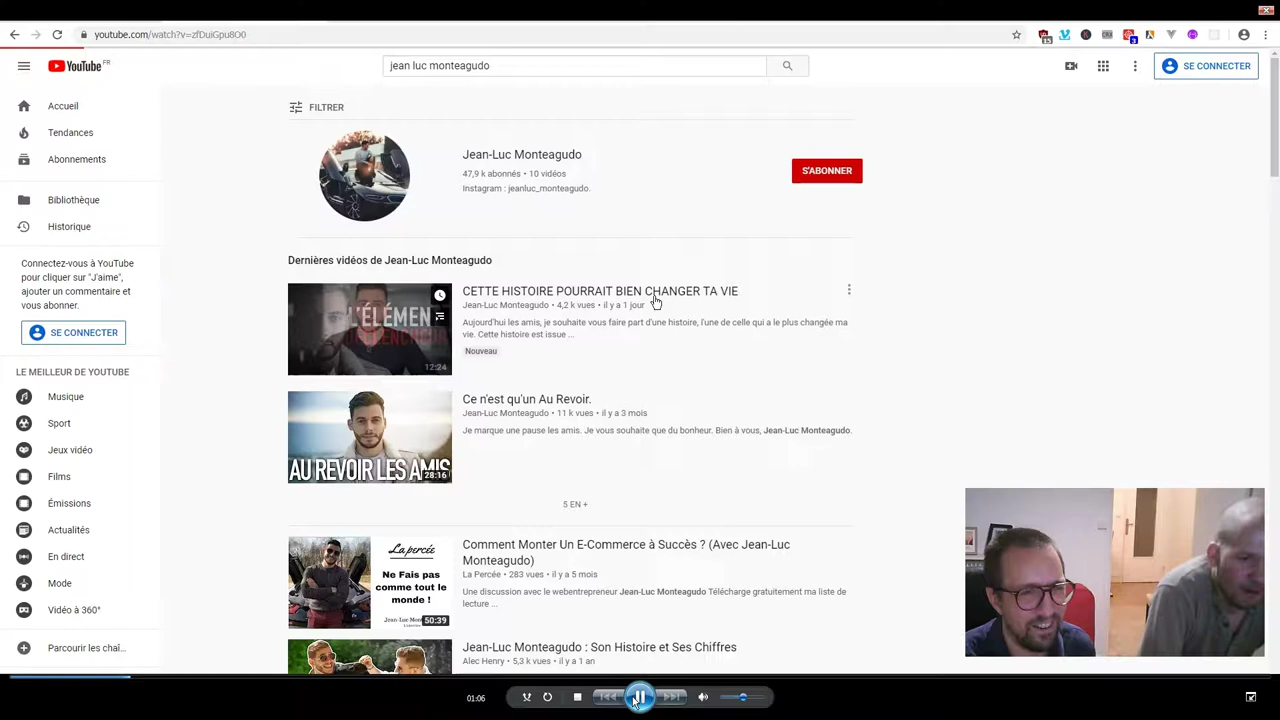 youtube.com/watch?v=zfDuiGpu8O0
15
3
YouTube FR
jean luc monteagudo
SE CONNECTER
Accueil
Tendances
Abonnements
Bibliothèque
Historique
Connectez-vous à YouTube
pour cliquer sur "J'aime",
ajouter un commentaire et
vous abonner.
SE CONNECTER
LE MEILLEUR DE YOUTUBE
Musique
Sport
Jeux vidéo
Films
Émissions
Actualités
En direct
Mode
Vidéo à 360°
Parcourir les chaî...
FILTRER
Jean-Luc Monteagudo
47,9 k abonnés • 10 vidéos
Instagram : jeanluc_monteagudo.
S'ABONNER
Dernières vidéos de Jean-Luc Monteagudo
L'ÉLÉMENT
12:24
CETTE HISTOIRE POURRAIT BIEN CHANGER TA VIE
Jean-Luc Monteagudo • 4,2 k vues • il y a 1 jour
Aujourd'hui les amis, je souhaite vous faire part d'une histoire, l'une de celle qui a le plus changée ma
vie. Cette histoire est issue ...
Nouveau
AU REVOIR LES AMIS
28:16
Ce n'est qu'un Au Revoir.
Jean-Luc Monteagudo • 11 k vues • il y a 3 mois
Je marque une pause les amis. Je vous souhaite que du bonheur. Bien à vous, Jean-Luc Monteagudo.
5 EN +
La percée
Ne Fais pas
comme tout le
monde !
50:39
Comment Monter Un E-Commerce à Succès ? (Avec Jean-Luc
Monteagudo)
La Percée • 283 vues • il y a 5 mois
Une discussion avec le webentrepreneur Jean-Luc Monteagudo Télécharge gratuitement ma liste de
lecture ...
Jean-Luc Monteagudo : Son Histoire et Ses Chiffres
Alec Henry • 5,3 k vues • il y a 1 an
01:06